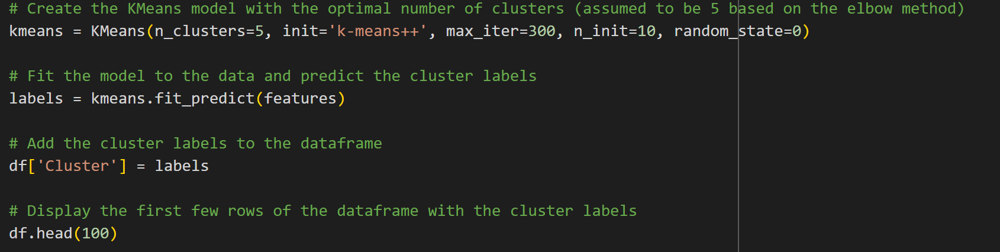 # Create the KMeans model with the optimal number of clusters (assumed to be 5 based on the elbow method)
kmeans = KMeans(n_clusters=5, init='k-means++', max_iter=300, n_init=10, random_state=0)
# Fit the model to the data and predict the cluster labels
labels = kmeans.fit_predict(features)
# Add the cluster labels to the dataframe
df['Cluster'] = labels
# Display the first few rows of the dataframe with the cluster labels
df.head(100)